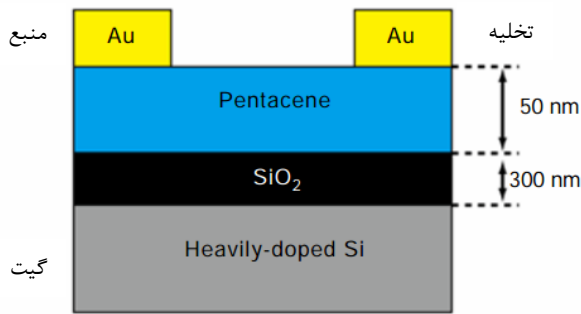 منبع
Au
Au
تخلیه
Pentacene
50 nm
SiO₂
300 nm
Heavily-doped Si
گیت